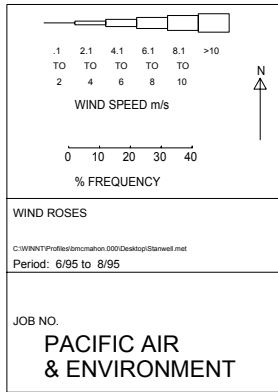 .1 2.1 4.1 6.1 8.1 >10
TO TO TO TO TO
2 4 6 8 10
N
WIND SPEED m/s
0 10 20 30 40
% FREQUENCY
WIND ROSES
C:\WINNT\Profiles\bmcmahon.000\Desktop\Stanwell.met
Period: 6/95 to 8/95
JOB NO.
PACIFIC AIR
& ENVIRONMENT